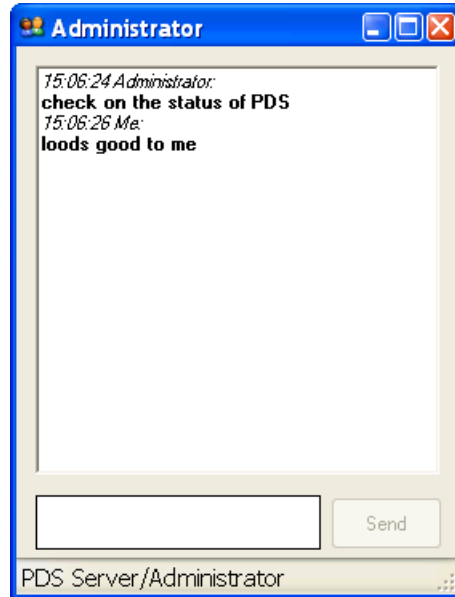 Administrator
15:06:24 Administrator:
check on the status of PDS
15:06:26 Me:
loods good to me
Send
PDS Server/Administrator